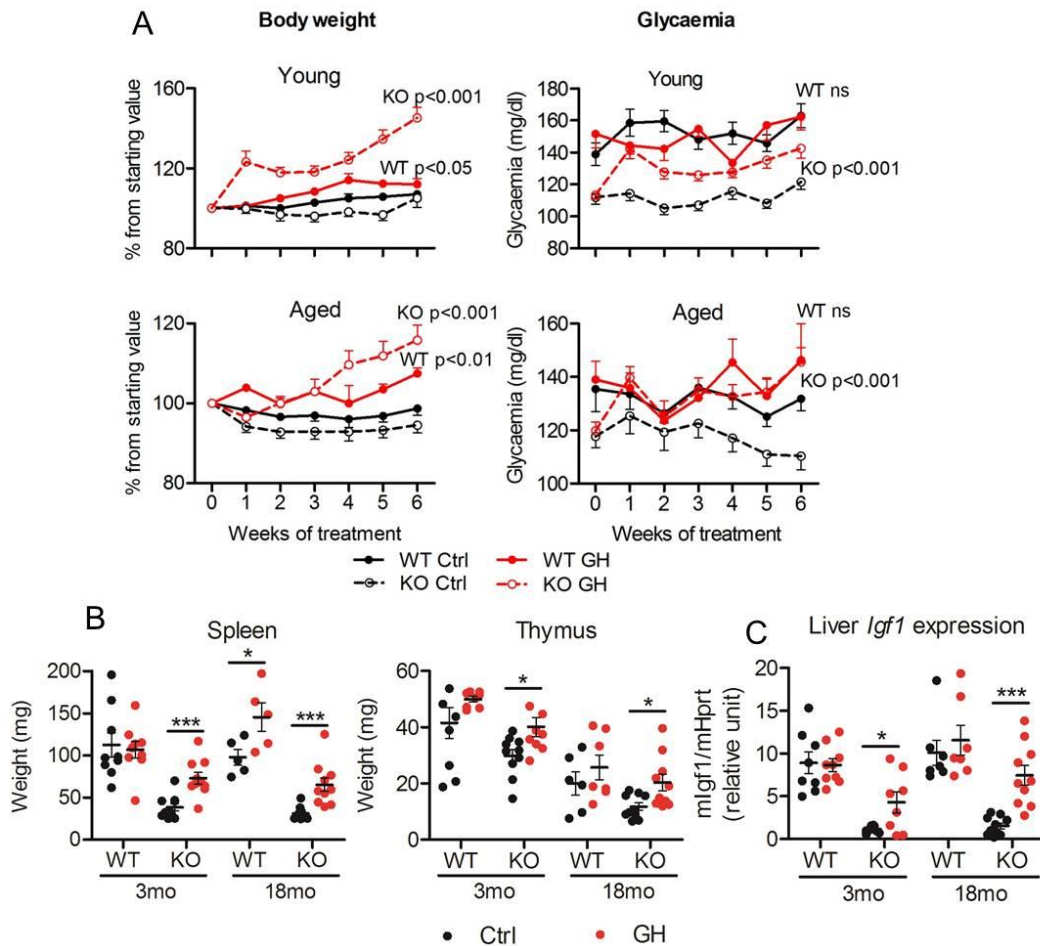 A
Body weight
Glycaemia
Young
% from starting value
160
120
80
KO p<0.001
WT p<0.05
Young
Glycaemia (mg/dl)
180
160
140
120
100
80
WT ns
KO p<0.001
Aged
% from starting value
120
100
80
KO p<0.001
WT p<0.01
0 1 2 3 4 5 6
Weeks of treatment
Aged
Glycaemia (mg/dl)
160
140
120
100
WT ns
KO p<0.001
0 1 2 3 4 5 6
Weeks of treatment
WT Ctrl WT GH
KO Ctrl KO GH
B
Spleen
Weight (mg)
200
150
100
50
0
*** * ***
WT KO WT KO
3mo 18mo
Thymus
Weight (mg)
60
40
20
0
* *
WT KO WT KO
3mo 18mo
C
Liver Igf1 expression
mIgf1/mHprt
(relative unit)
20
15
10
5
0
* ***
WT KO WT KO
3mo 18mo
Ctrl GH